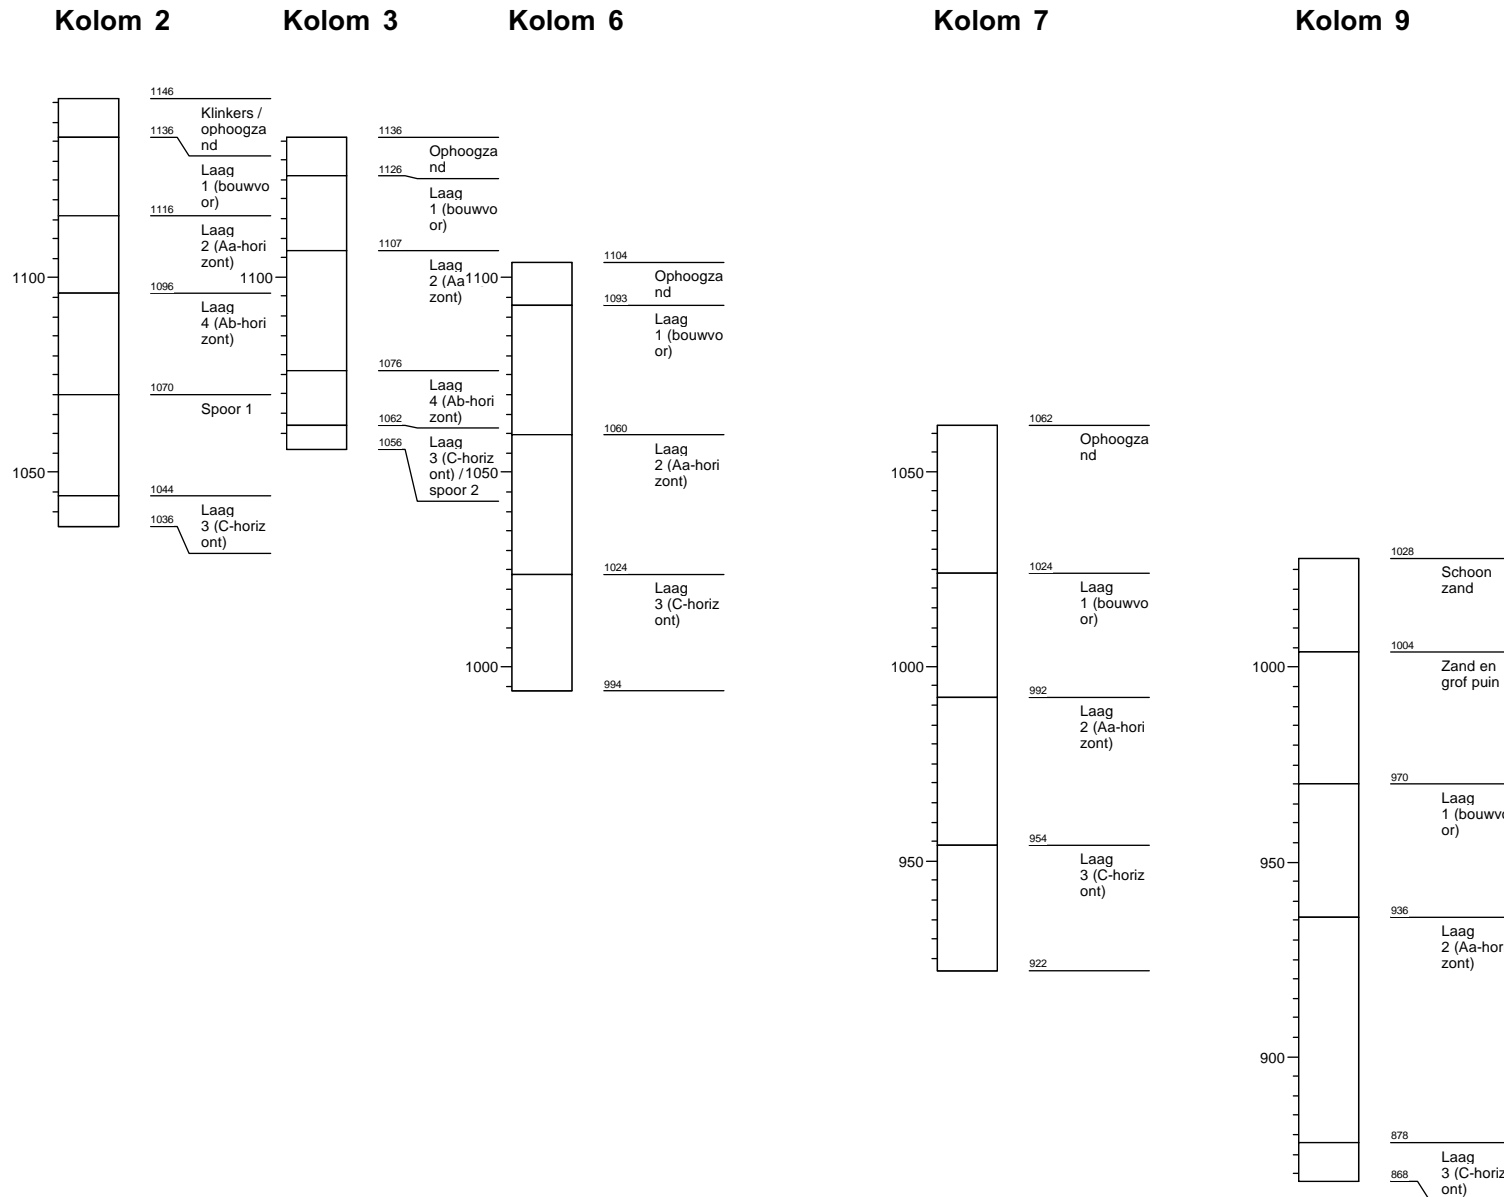 Kolom 2
Kolom 3
Kolom 6
Kolom 7
Kolom 9
1146
Klinkers /
ophoogza
nd
1136
Laag
1 (bouwvo
or)
1116
Laag
2 (Aa-hori
zont)
1100
1096
Laag
4 (Ab-hori
zont)
1070
Spoor 1
1050
1044
Laag
3 (C-horiz
ont)
1036
1136
Ophoogza
nd
1126
Laag
1 (bouwvo
or)
1107
Laag
2 (Aa
zont)
1100
1076
Laag
4 (Ab-hori
zont)
1062
Laag
3 (C-horiz
ont) /
spoor 2
1056
1104
Ophoogza
nd
1100
1093
Laag
1 (bouwvo
or)
1060
Laag
2 (Aa-hori
zont)
1050
1024
Laag
3 (C-horiz
ont)
1000
994
1062
Ophoogza
nd
1050
1024
Laag
1 (bouwvo
or)
1000
992
Laag
2 (Aa-hori
zont)
954
950
Laag
3 (C-horiz
ont)
922
1028
Schoon
zand
1004
1000
Zand en
grof puin
970
Laag
1 (bouwvo
or)
950
936
Laag
2 (Aa-hor
zont)
900
878
Laag
3 (C-horiz
ont)
868